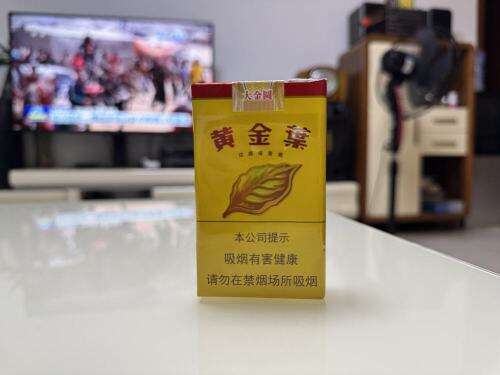 大金圆
黄金叶
本公司提示
吸烟有害健康
请勿在禁烟场所吸烟